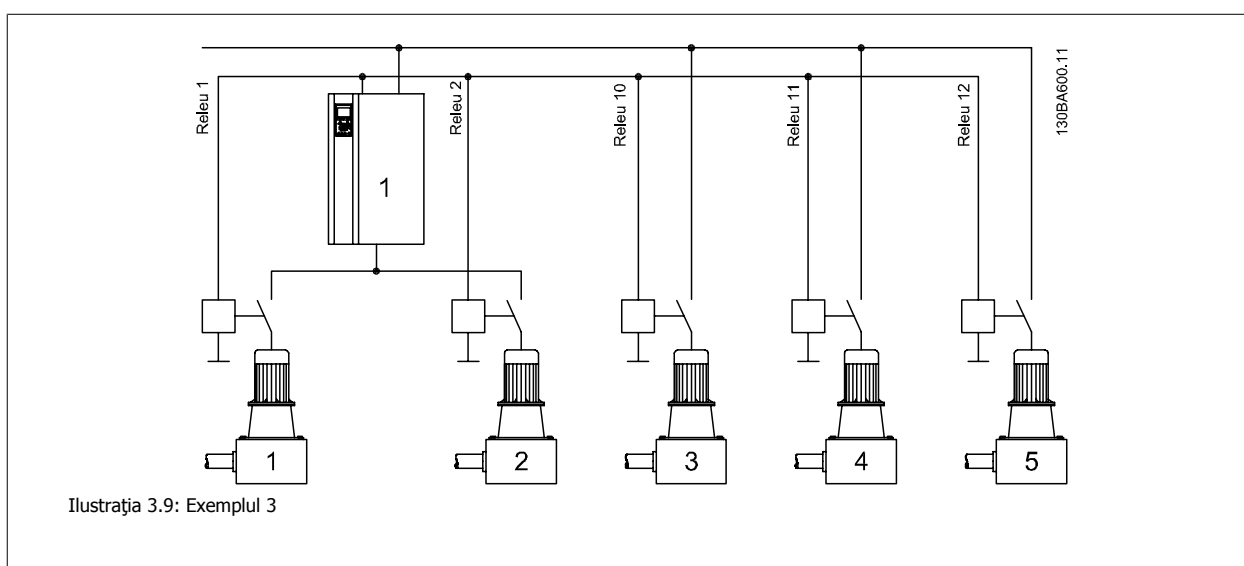 Releu 1
Releu 2
Releu 10
Releu 11
Releu 12
130BA600.11
1
1
2
3
4
5
Ilustraţia 3.9: Exemplul 3